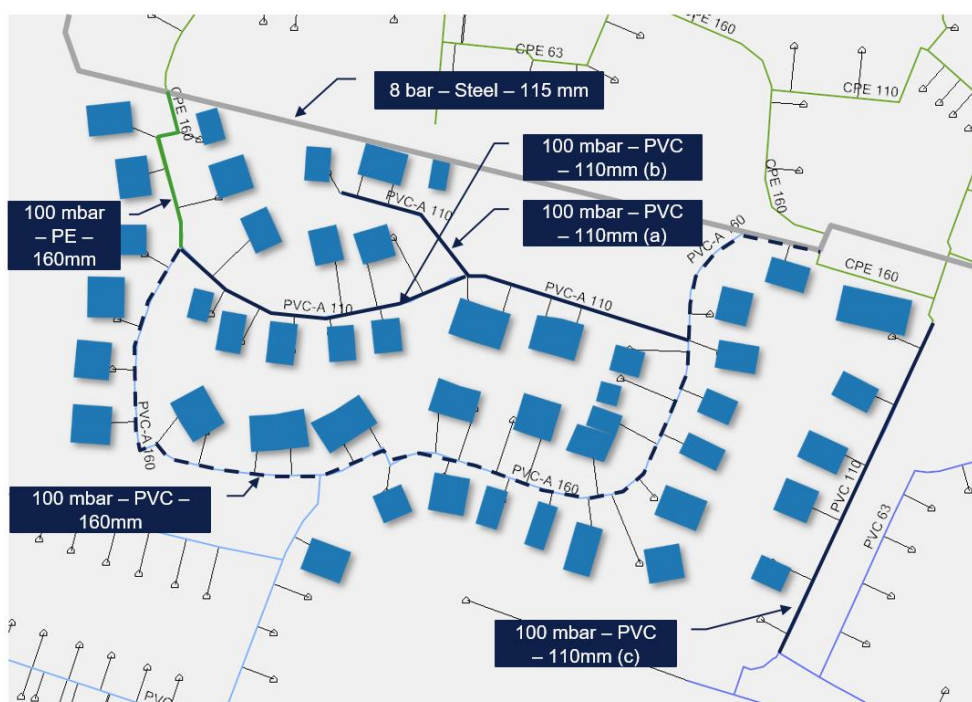 CPE 160
CPE 63
8 bar – Steel – 115 mm
CPE 110
CPE 160
100 mbar – PVC
– 110mm (b)
CPE 160
PVC-A 110
100 mbar
– PE –
160mm
100 mbar – PVC
– 110mm (a)
PVC-A 160
CPE 160
PVC-A 110
PVC-A 110
PVC-A 160
100 mbar – PVC –
160mm
PVC-A 160
PVC 110
PVC 63
100 mbar – PVC
– 110mm (c)